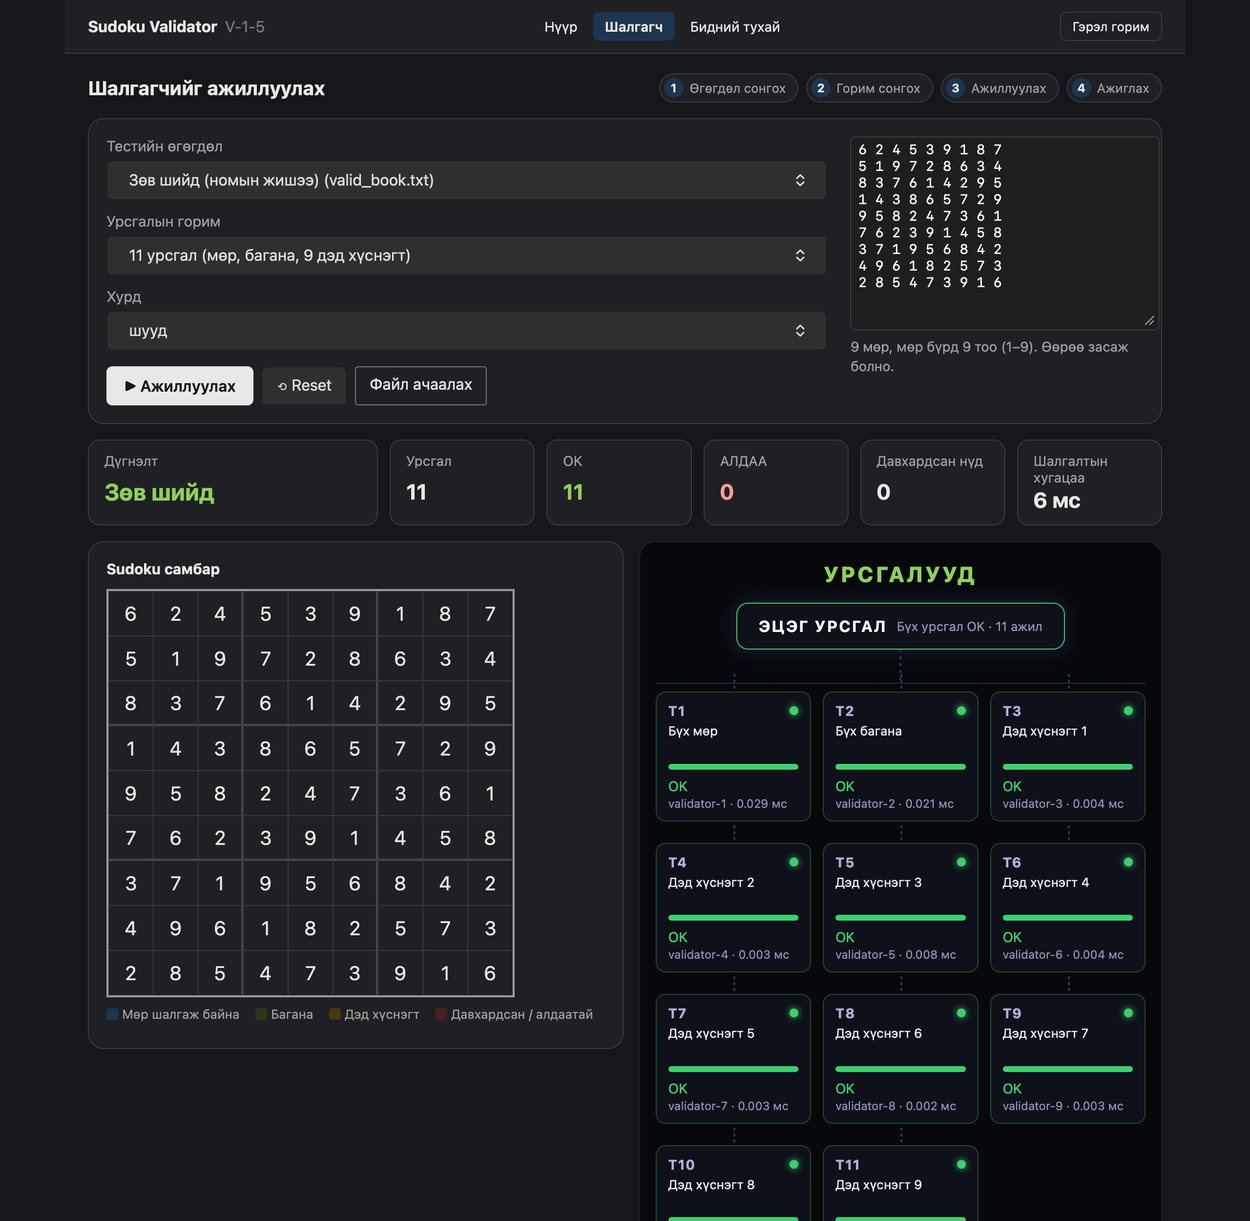 Sudoku Validator V-1-5
Нүүр
Шалгагч
Бидний тухай
Гэрэл горим
Шалгагчийг ажиллуулах
1 Өгөгдөл сонгох
2 Горим сонгох
3 Ажиллуулах
4 Ажиглах
Тестийн өгөгдөл
Зөв шийд (номын жишээ) (valid_book.txt)
Урсгалын горим
11 урсгал (мөр, багана, 9 дэд хүснэгт)
Хурд
шууд
▶ Ажиллуулах
⟲ Reset
Файл ачаалах
6 2 4 5 3 9 1 8 7
5 1 9 7 2 8 6 3 4
8 3 7 6 1 4 2 9 5
1 4 3 8 6 5 7 2 9
9 5 8 2 4 7 3 6 1
7 6 2 3 9 1 4 5 8
3 7 1 9 5 6 8 4 2
4 9 6 1 8 2 5 7 3
2 8 5 4 7 3 9 1 6
9 мөр, мөр бүрд 9 тоо (1–9). Өөрөө засаж
болно.
Дүгнэлт
Зөв шийд
Урсгал
11
OK
11
АЛДАА
0
Давхардсан нүд
0
Шалгалтын
хугацаа
6 мс
Sudoku самбар
6 2 4 5 3 9 1 8 7
5 1 9 7 2 8 6 3 4
8 3 7 6 1 4 2 9 5
1 4 3 8 6 5 7 2 9
9 5 8 2 4 7 3 6 1
7 6 2 3 9 1 4 5 8
3 7 1 9 5 6 8 4 2
4 9 6 1 8 2 5 7 3
2 8 5 4 7 3 9 1 6
Мөр шалгаж байна
Багана
Дэд хүснэгт
Давхардсан / алдаатай
УРСГАЛУУД
ЭЦЭГ УРСГАЛ Бүх урсгал OK · 11 ажил
T1
Бүх мөр
OK
validator-1 · 0.029 мс
T2
Бүх багана
OK
validator-2 · 0.021 мс
T3
Дэд хүснэгт 1
OK
validator-3 · 0.004 мс
T4
Дэд хүснэгт 2
OK
validator-4 · 0.003 мс
T5
Дэд хүснэгт 3
OK
validator-5 · 0.008 мс
T6
Дэд хүснэгт 4
OK
validator-6 · 0.004 мс
T7
Дэд хүснэгт 5
OK
validator-7 · 0.003 мс
T8
Дэд хүснэгт 6
OK
validator-8 · 0.002 мс
T9
Дэд хүснэгт 7
OK
validator-9 · 0.003 мс
T10
Дэд хүснэгт 8
T11
Дэд хүснэгт 9